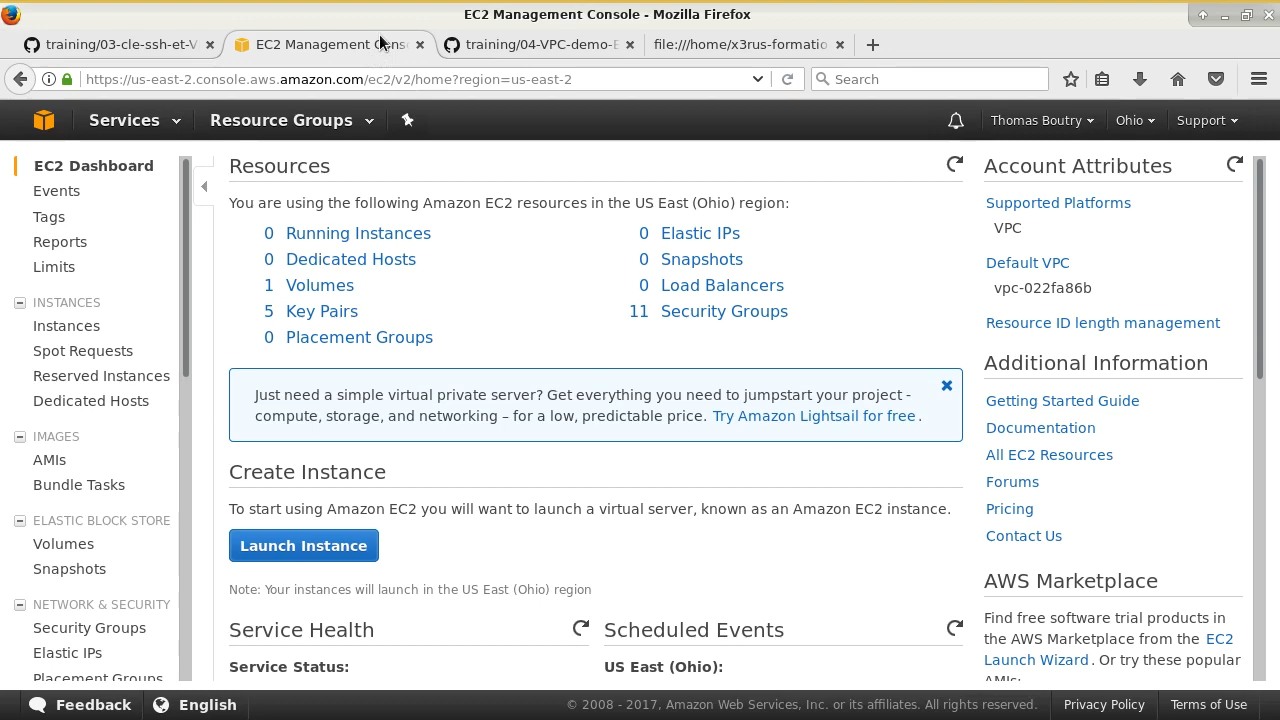 EC2 Management Console - Mozilla Firefox
training/03-cle-ssh-et-V
EC2 Management Conso
training/04-VPC-demo-E
file:///home/x3rus-formatio
https://us-east-2.console.aws.amazon.com/ec2/v2/home?region=us-east-2
Search
Services
Resource Groups
Thomas Boutry
Ohio
Support
EC2 Dashboard
Events
Tags
Reports
Limits
INSTANCES
Instances
Spot Requests
Reserved Instances
Dedicated Hosts
IMAGES
AMIs
Bundle Tasks
ELASTIC BLOCK STORE
Volumes
Snapshots
NETWORK & SECURITY
Security Groups
Elastic IPs
Placement Groups
Resources
You are using the following Amazon EC2 resources in the US East (Ohio) region:
0 Running Instances
0 Elastic IPs
0 Dedicated Hosts
0 Snapshots
1 Volumes
0 Load Balancers
5 Key Pairs
11 Security Groups
0 Placement Groups
Just need a simple virtual private server? Get everything you need to jumpstart your project -
compute, storage, and networking – for a low, predictable price. Try Amazon Lightsail for free.
Create Instance
To start using Amazon EC2 you will want to launch a virtual server, known as an Amazon EC2 instance.
Launch Instance
Note: Your instances will launch in the US East (Ohio) region
Service Health
Scheduled Events
Service Status:
US East (Ohio):
Account Attributes
Supported Platforms
VPC
Default VPC
vpc-022fa86b
Resource ID length management
Additional Information
Getting Started Guide
Documentation
All EC2 Resources
Forums
Pricing
Contact Us
AWS Marketplace
Find free software trial products in
the AWS Marketplace from the EC2
Launch Wizard. Or try these popular
AMIs:
Feedback
English
© 2008 - 2017, Amazon Web Services, Inc. or its affiliates. All rights reserved.
Privacy Policy
Terms of Use